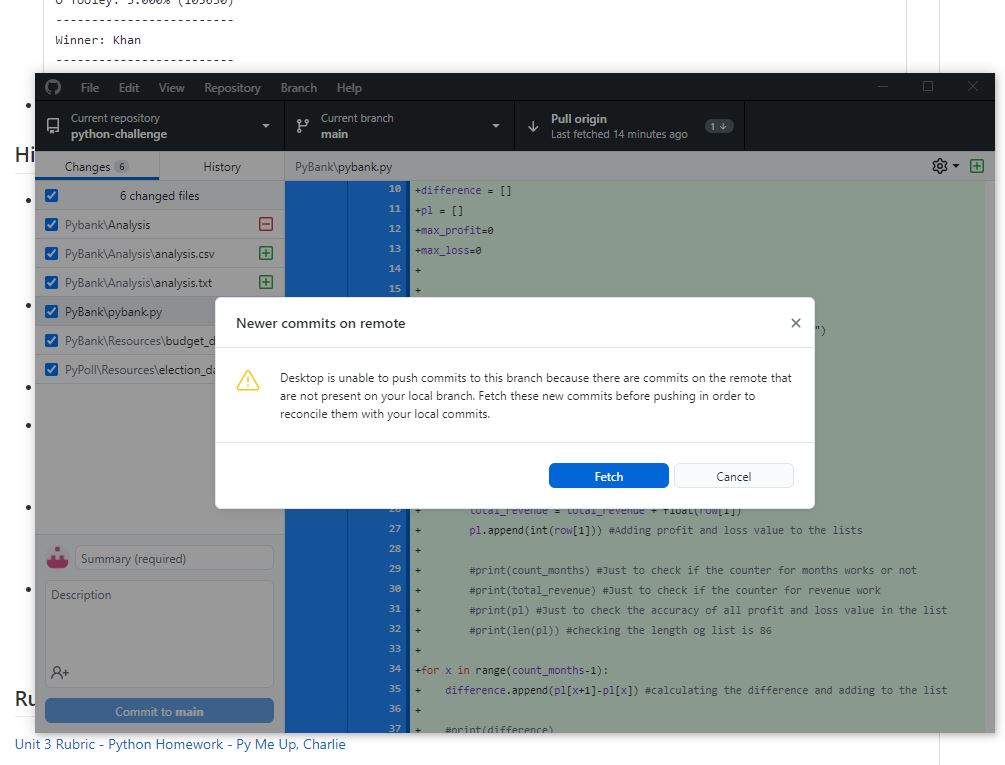 O'Tooley: 3.000% (105630)
-------------------------
Winner: Khan
-------------------------
File Edit View Repository Branch Help
Current repository
python-challenge
Current branch
main
Pull origin
Last fetched 14 minutes ago
1
Hi
Changes 6
History
PyBank\pybank.py
6 changed files
Pybank\Analysis
PyBank\Analysis\analysis.csv
PyBank\Analysis\analysis.txt
PyBank\pybank.py
PyBank\Resources\budget_d
PyPoll\Resources\election_da
10 +difference = []
11 +pl = []
12 +max_profit=0
13 +max_loss=0
14 +
15 +
")
Newer commits on remote
Desktop is unable to push commits to this branch because there are commits on the remote that
are not present on your local branch. Fetch these new commits before pushing in order to
reconcile them with your local commits.
Fetch
Cancel
26 + total_revenue = total_revenue + float(row[1])
27 + pl.append(int(row[1])) #Adding profit and loss value to the lists
28 +
29 + #print(count_months) #Just to check if the counter for months works or not
30 + #print(total_revenue) #Just to check if the counter for revenue work
31 + #print(pl) #Just to check the accuracy of all profit and loss value in the list
32 + #print(len(pl)) #checking the length og list is 86
33 +
34 +for x in range(count_months-1):
35 + difference.append(pl[x+1]-pl[x]) #calculating the difference and adding to the list
36 +
37 + #print(difference)
Summary (required)
Description
Commit to main
Ru
Unit 3 Rubric - Python Homework - Py Me Up, Charlie